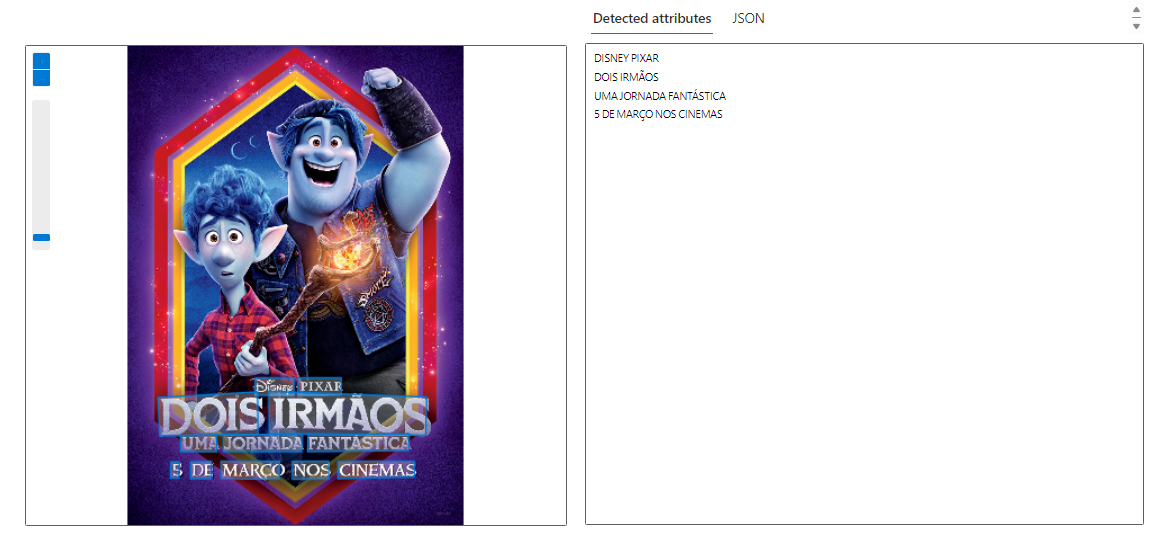 Detected attributes JSON
DISNEY PIXAR
DOIS IRMÃOS
UMA JORNADA FANTÁSTICA
5 DE MARÇO NOS CINEMAS
DISNEY · PIXAR
DOIS IRMÃOS
UMA JORNADA FANTÁSTICA
5 DE MARÇO NOS CINEMAS